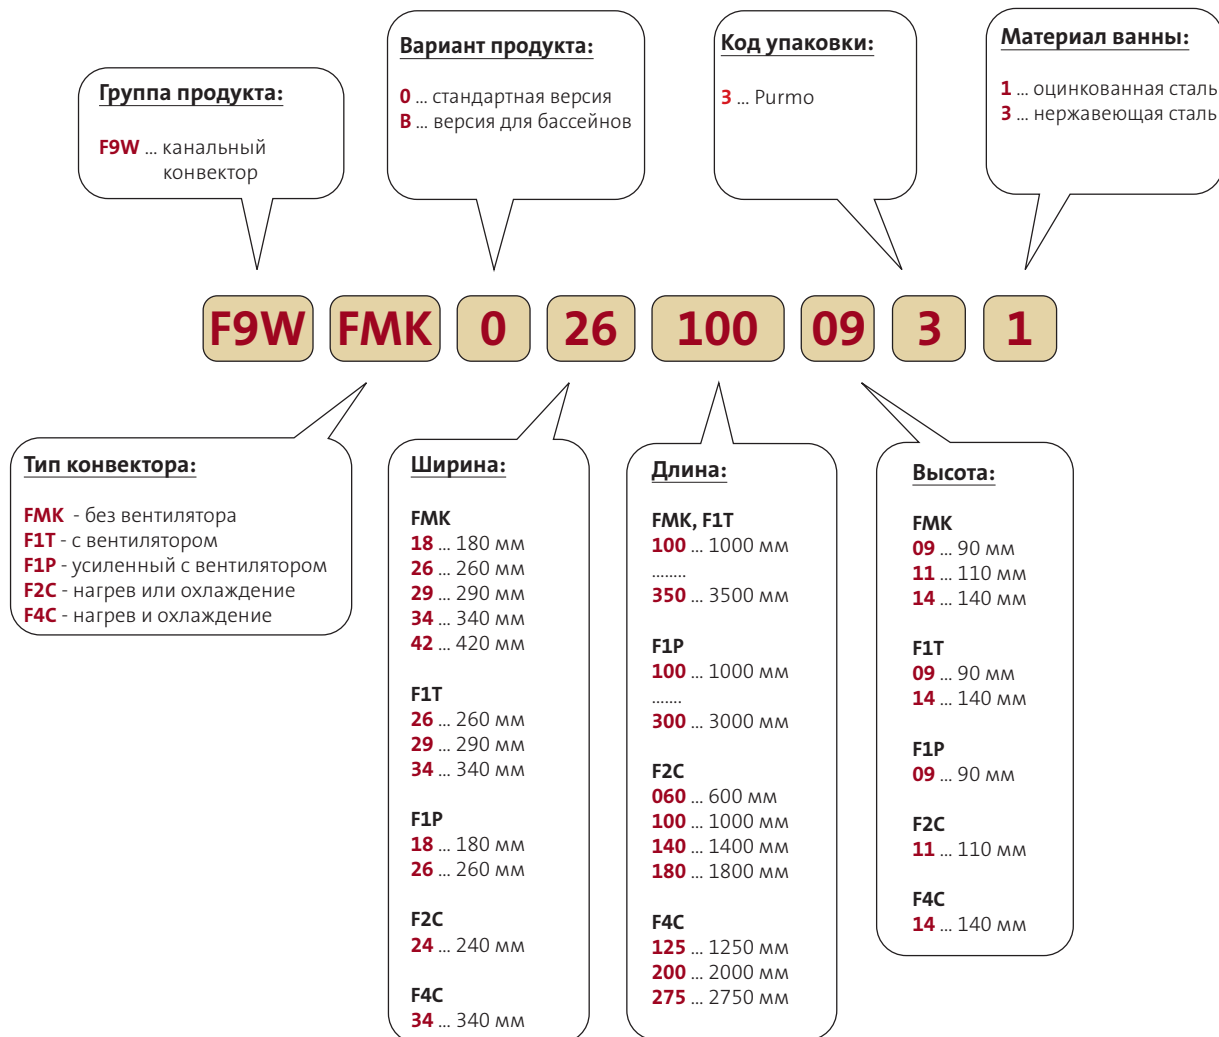 Группа продукта:
F9W ... канальный
конвектор
Вариант продукта:
0 ... стандартная версия
B ... версия для бассейнов
Код упаковки:
3 ... Purmo
Материал ванны:
1 ... оцинкованная сталь
3 ... нержавеющая сталь
F9W FMK 0 26 100 09 3 1
Тип конвектора:
FMK - без вентилятора
F1T - с вентилятором
F1P - усиленный с вентилятором
F2C - нагрев или охлаждение
F4C - нагрев и охлаждение
Ширина:
FMK
18 ... 180 мм
26 ... 260 мм
29 ... 290 мм
34 ... 340 мм
42 ... 420 мм
F1T
26 ... 260 мм
29 ... 290 мм
34 ... 340 мм
F1P
18 ... 180 мм
26 ... 260 мм
F2C
24 ... 240 мм
F4C
34 ... 340 мм
Длина:
FMK, F1T
100 ... 1000 мм
........
350 ... 3500 мм
F1P
100 ... 1000 мм
.......
300 ... 3000 мм
F2C
060 ... 600 мм
100 ... 1000 мм
140 ... 1400 мм
180 ... 1800 мм
F4C
125 ... 1250 мм
200 ... 2000 мм
275 ... 2750 мм
Высота:
FMK
09 ... 90 мм
11 ... 110 мм
14 ... 140 мм
F1T
09 ... 90 мм
14 ... 140 мм
F1P
09 ... 90 мм
F2C
11 ... 110 мм
F4C
14 ... 140 мм